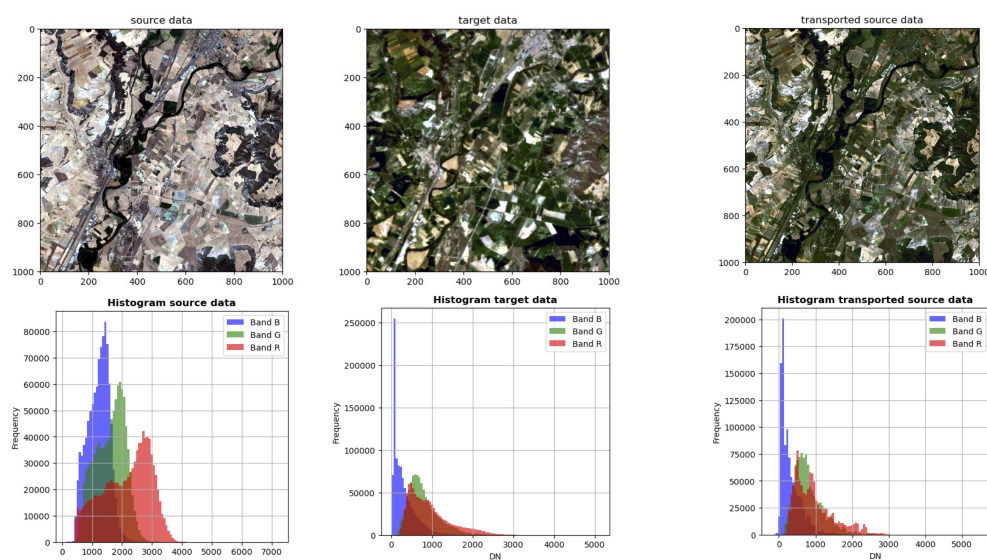 source data
0
200
400
600
800
1000
0 200 400 600 800 1000
target data
0
200
400
600
800
1000
0 200 400 600 800 1000
transported source data
0
200
400
600
800
1000
0 200 400 600 800 1000
Histogram source data
Frequency
80000
70000
60000
50000
40000
30000
20000
10000
0
0 1000 2000 3000 4000 5000 6000 7000
Band B
Band G
Band R
Histogram target data
Frequency
250000
200000
150000
100000
50000
0
0 1000 2000 3000 4000 5000
DN
Band B
Band G
Band R
Histogram transported source data
Frequency
200000
175000
150000
125000
100000
75000
50000
25000
0
0 1000 2000 3000 4000 5000
DN
Band B
Band G
Band R